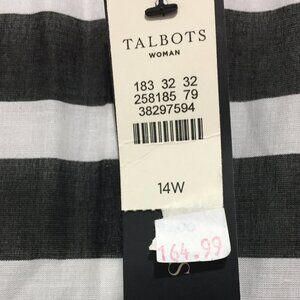 TALBOTS
WOMAN
183 32 32
258185 79
38297594
14W
164.99
S